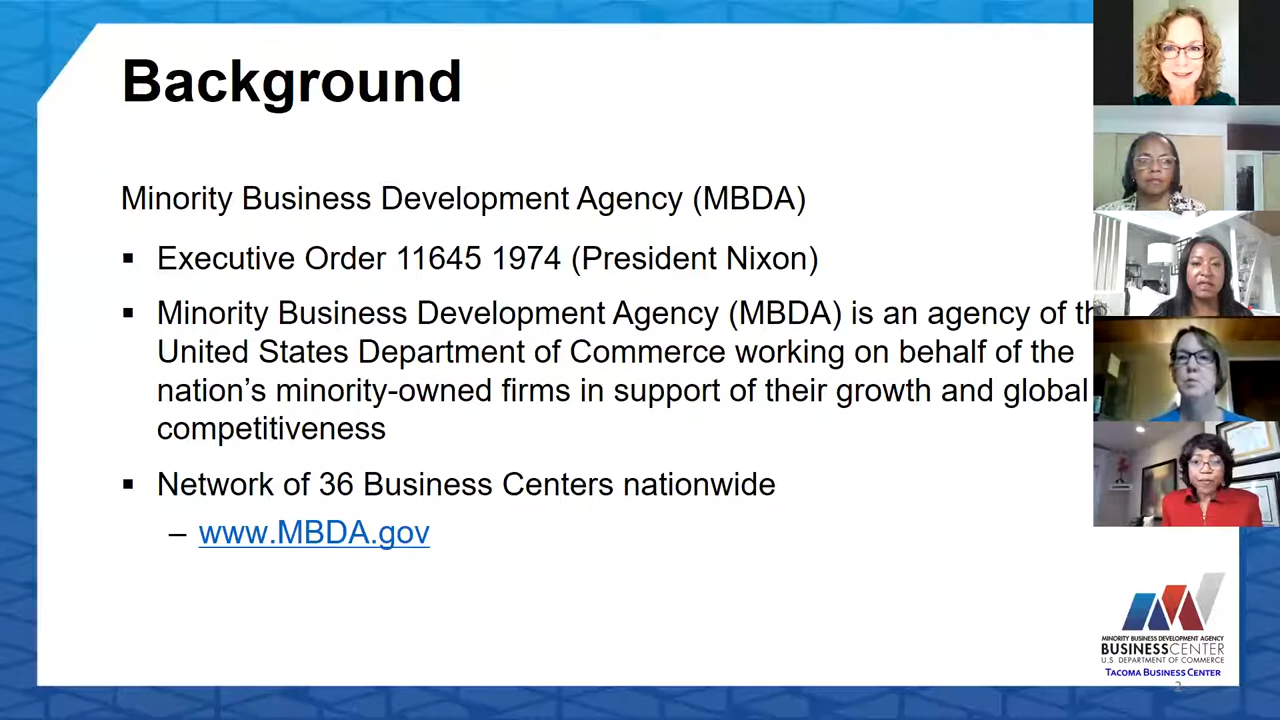 Background
Minority Business Development Agency (MBDA)
▪ Executive Order 11645 1974 (President Nixon)
▪ Minority Business Development Agency (MBDA) is an agency of th
United States Department of Commerce working on behalf of the
nation’s minority-owned firms in support of their growth and global
competitiveness
▪ Network of 36 Business Centers nationwide
– www.MBDA.gov
MINORITY BUSINESS DEVELOPMENT AGENCY
BUSINESSCENTER
U.S. DEPARTMENT OF COMMERCE
TACOMA BUSINESS CENTER
2